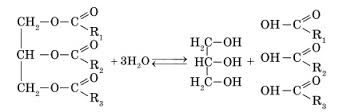 CH₂—O—C=O
R₁
CH—O—C=O
R₂
CH₂—O—C=O
R₃
+ 3H₂O
H₂C—OH
HC—OH
H₂C—OH
+
OH—C=O
R₁
OH—C=O
R₂
OH—C=O
R₃